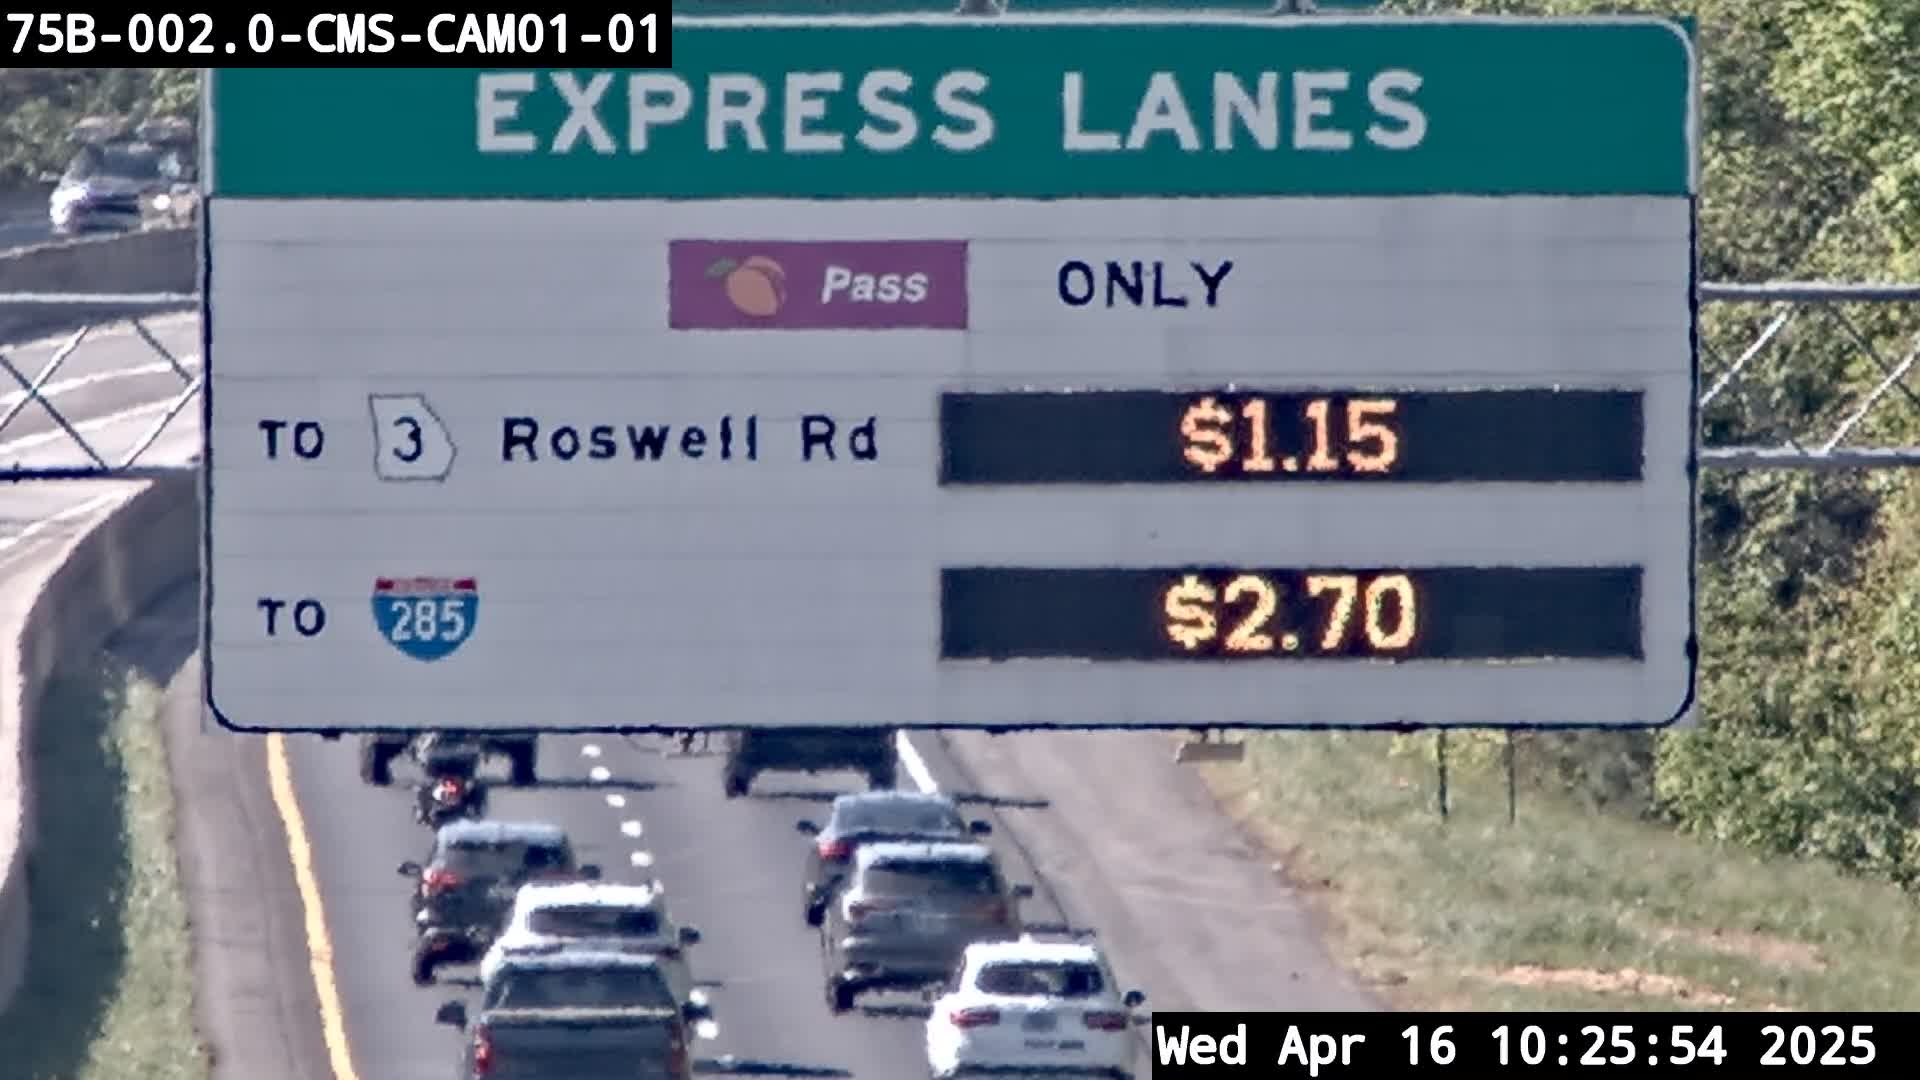 75B-002.0-CMS-CAM01-01
EXPRESS LANES
Pass ONLY
TO 3 Roswell Rd $1.15
TO 285 $2.70
Wed Apr 16 10:25:54 2025